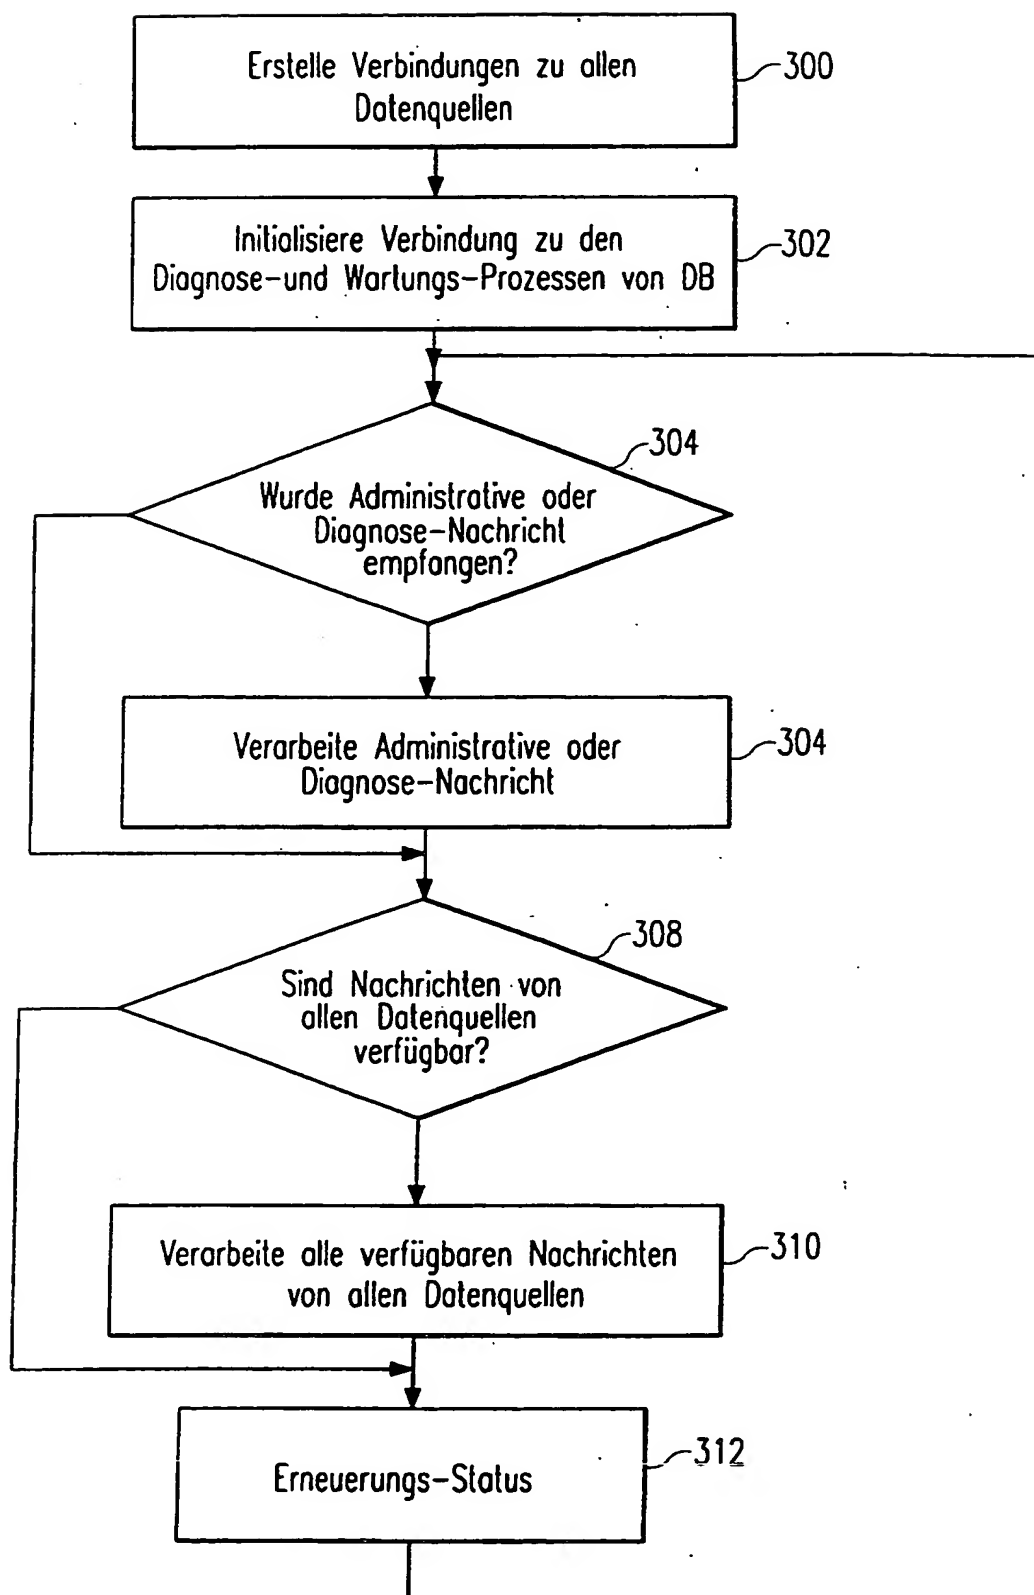 Erstelle Verbindungen zu allen
Datenquellen
300
Initialisiere Verbindung zu den
Diagnose-und Wartungs-Prozessen von DB
302
304
Wurde Administrative oder
Diagnose-Nachricht
empfangen?
Verarbeite Administrative oder
Diagnose-Nachricht
304
308
Sind Nachrichten von
allen Datenquellen
verfügbar?
Verarbeite alle verfügbaren Nachrichten
von allen Datenquellen
310
Erneuerungs-Status
312